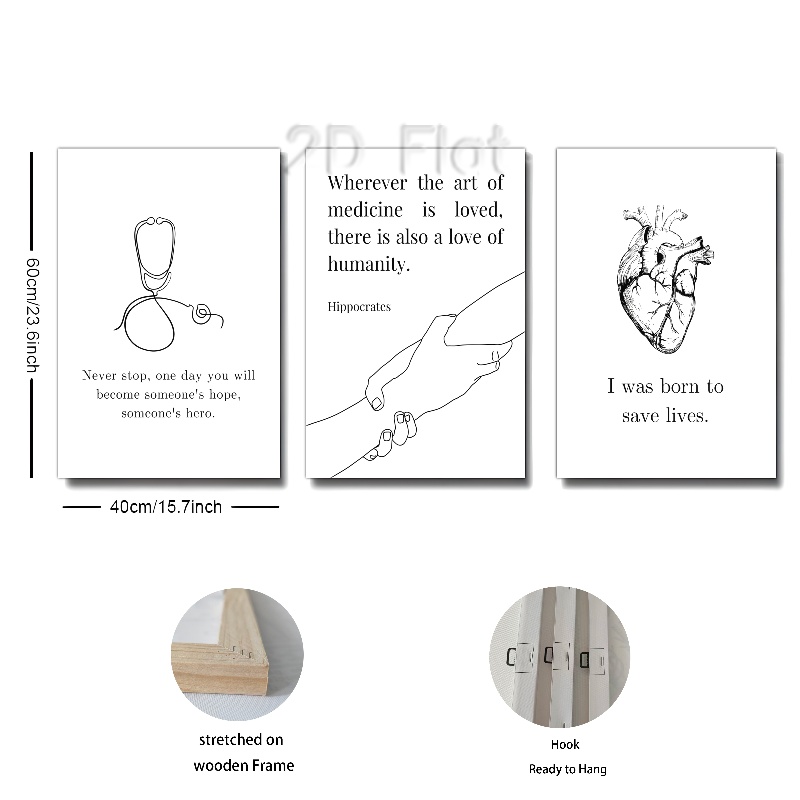 2D Flat
Wherever the art of
medicine is loved,
there is also a love of
humanity.
Hippocrates
Never stop, one day you will
become someone's hope,
someone's hero.
I was born to
save lives.
60cm/23.6inch
40cm/15.7inch
stretched on
wooden Frame
Hook
Ready to Hang